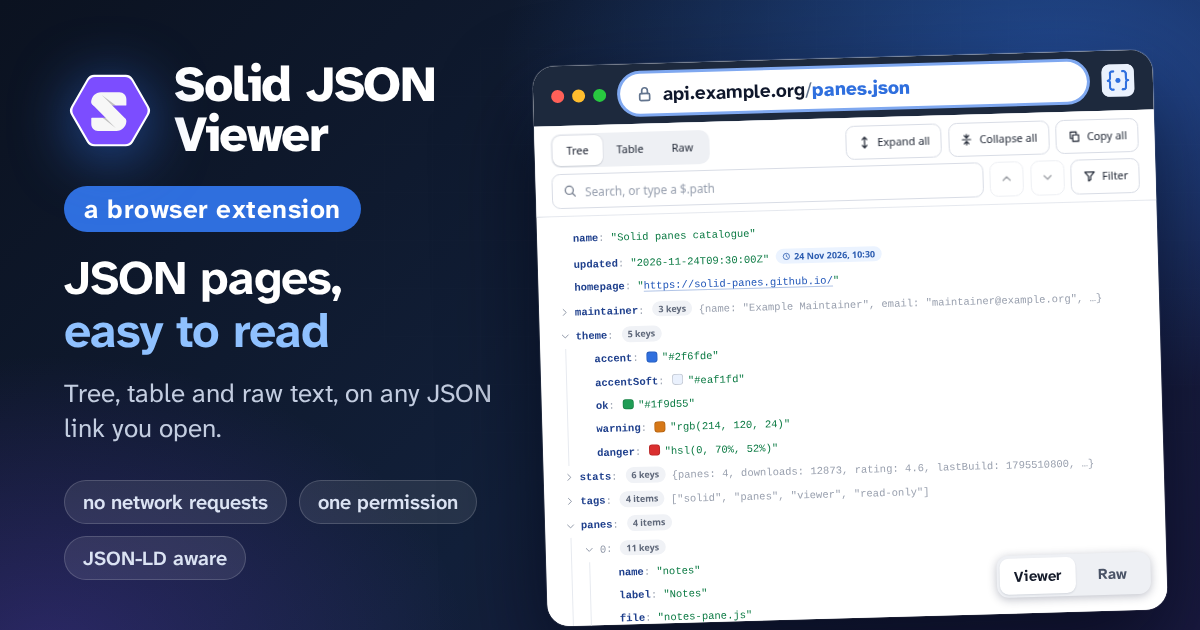 Solid JSON
Viewer
a browser extension
JSON pages,
easy to read
Tree, table and raw text, on any JSON
link you open.
no network requests
one permission
JSON-LD aware
api.example.org/panes.json
{•}
Tree
Table
Raw
Expand all
Collapse all
Copy all
Search, or type a $.path
Filter
name: "Solid panes catalogue"
updated: "2026-11-24T09:30:00Z" 24 Nov 2026, 10:30
homepage: "https://solid-panes.github.io/"
maintainer: 3 keys {name: "Example Maintainer", email: "maintainer@example.org", …}
theme: 5 keys
accent: "#2f6fde"
accentSoft: "#eaf1fd"
ok: "#1f9d55"
warning: "rgb(214, 120, 24)"
danger: "hsl(0, 70%, 52%)"
stats: 6 keys {panes: 4, downloads: 12873, rating: 4.6, lastBuild: 1795510800, …}
tags: 4 items ["solid", "panes", "viewer", "read-only"]
panes: 4 items
0: 11 keys
name: "notes"
label: "Notes"
file: "notes-pane.js"
Viewer
Raw